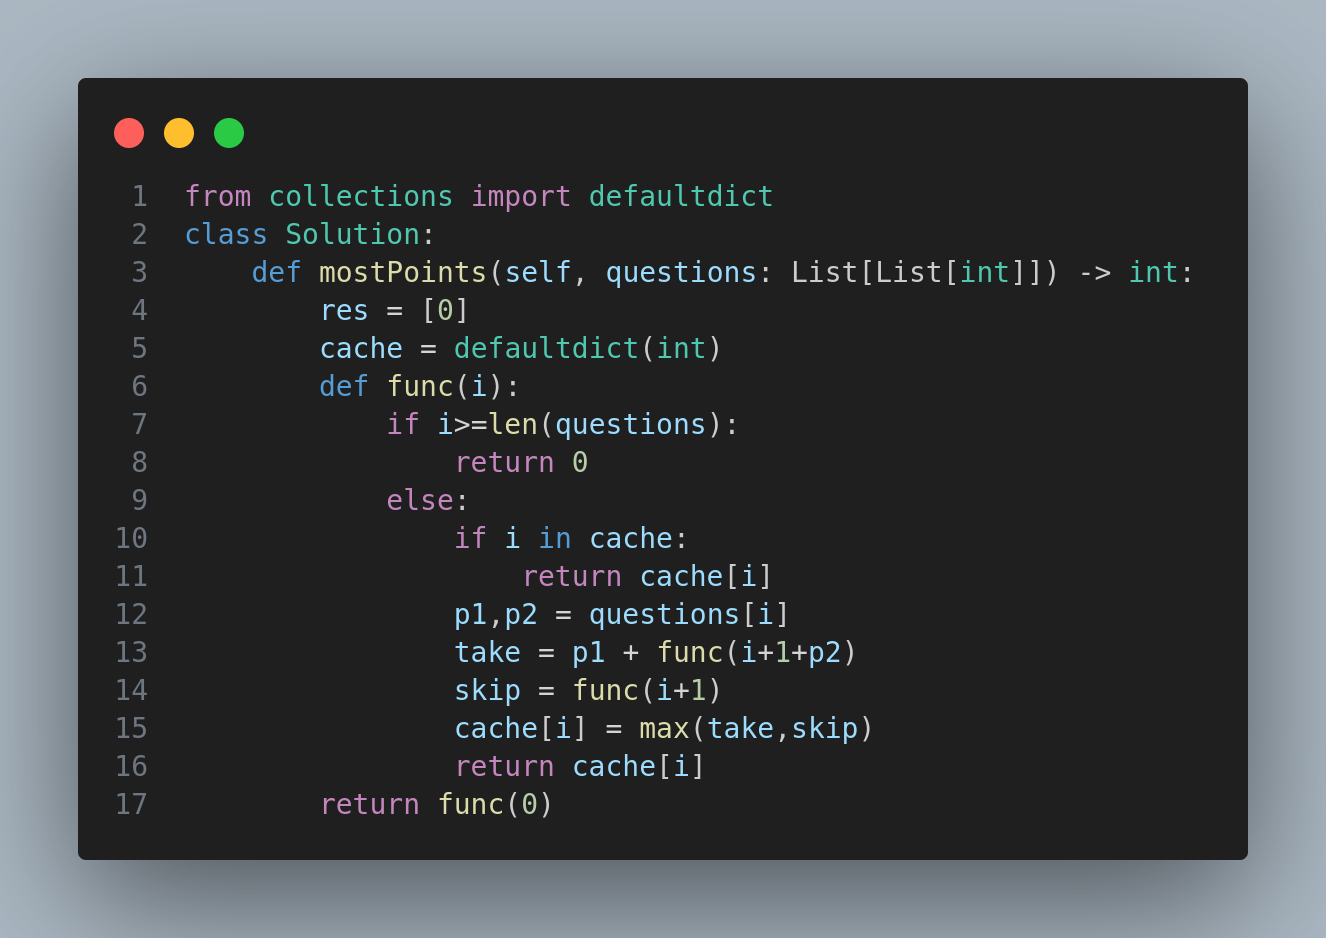 1 from collections import defaultdict
2 class Solution:
3     def mostPoints(self, questions: List[List[int]]) -> int:
4         res = [0]
5         cache = defaultdict(int)
6         def func(i):
7             if i>=len(questions):
8                 return 0
9             else:
10                 if i in cache:
11                     return cache[i]
12                 p1,p2 = questions[i]
13                 take = p1 + func(i+1+p2)
14                 skip = func(i+1)
15                 cache[i] = max(take,skip)
16                 return cache[i]
17         return func(0)